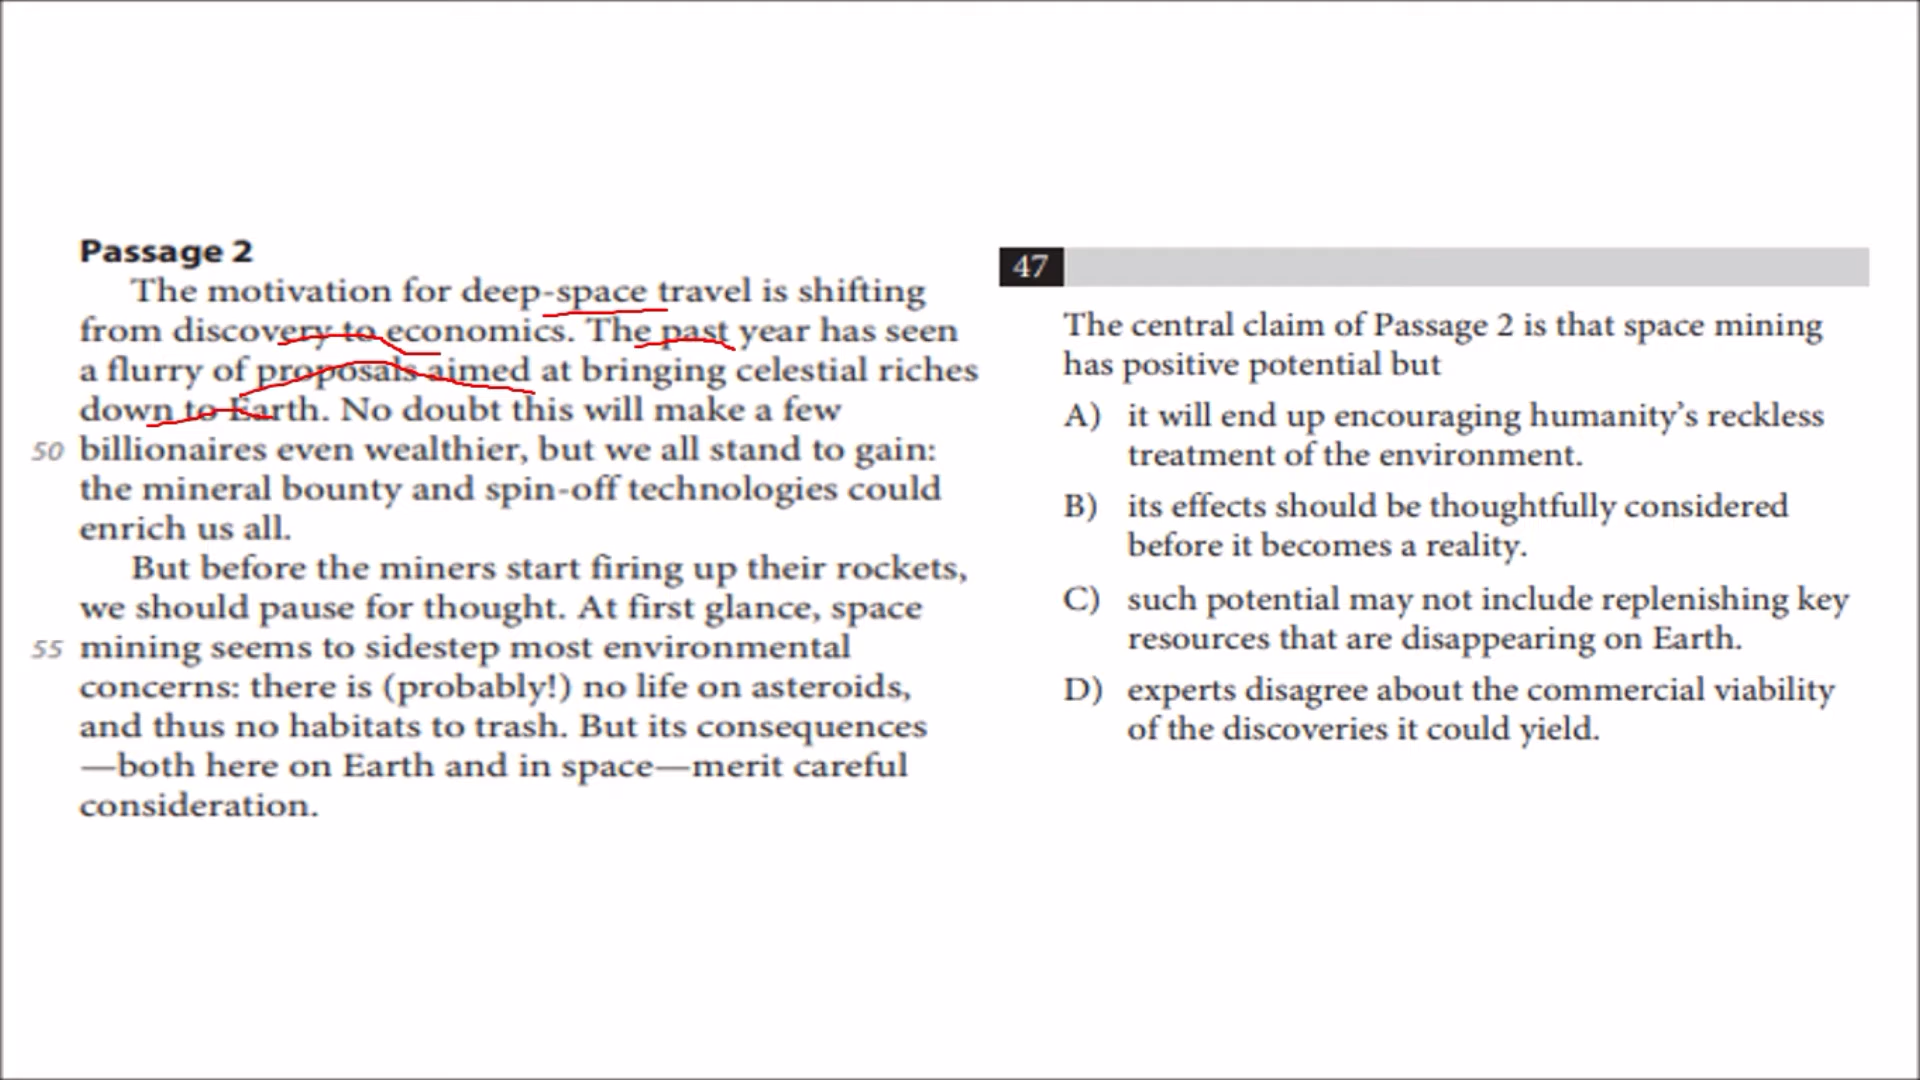 Passage 2
The motivation for deep-space travel is shifting
from discovery to economics. The past year has seen
a flurry of proposals aimed at bringing celestial riches
down to Earth. No doubt this will make a few
50 billionaires even wealthier, but we all stand to gain:
the mineral bounty and spin-off technologies could
enrich us all.
But before the miners start firing up their rockets,
we should pause for thought. At first glance, space
55 mining seems to sidestep most environmental
concerns: there is (probably!) no life on asteroids,
and thus no habitats to trash. But its consequences
—both here on Earth and in space—merit careful
consideration.
47
The central claim of Passage 2 is that space mining
has positive potential but
A) it will end up encouraging humanity’s reckless
treatment of the environment.
B) its effects should be thoughtfully considered
before it becomes a reality.
C) such potential may not include replenishing key
resources that are disappearing on Earth.
D) experts disagree about the commercial viability
of the discoveries it could yield.